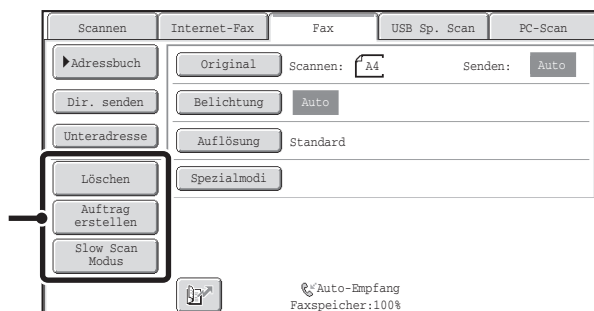 Scannen Internet-Fax Fax USB Sp. Scan PC-Scan
Adressbuch Original Scannen: A4 Senden: Auto
Dir. senden Belichtung Auto
Unteradresse Auflösung Standard
Löschen Spezialmodi
Auftrag
erstellen
Slow Scan
Modus
Auto-Empfang
Faxspeicher:100%